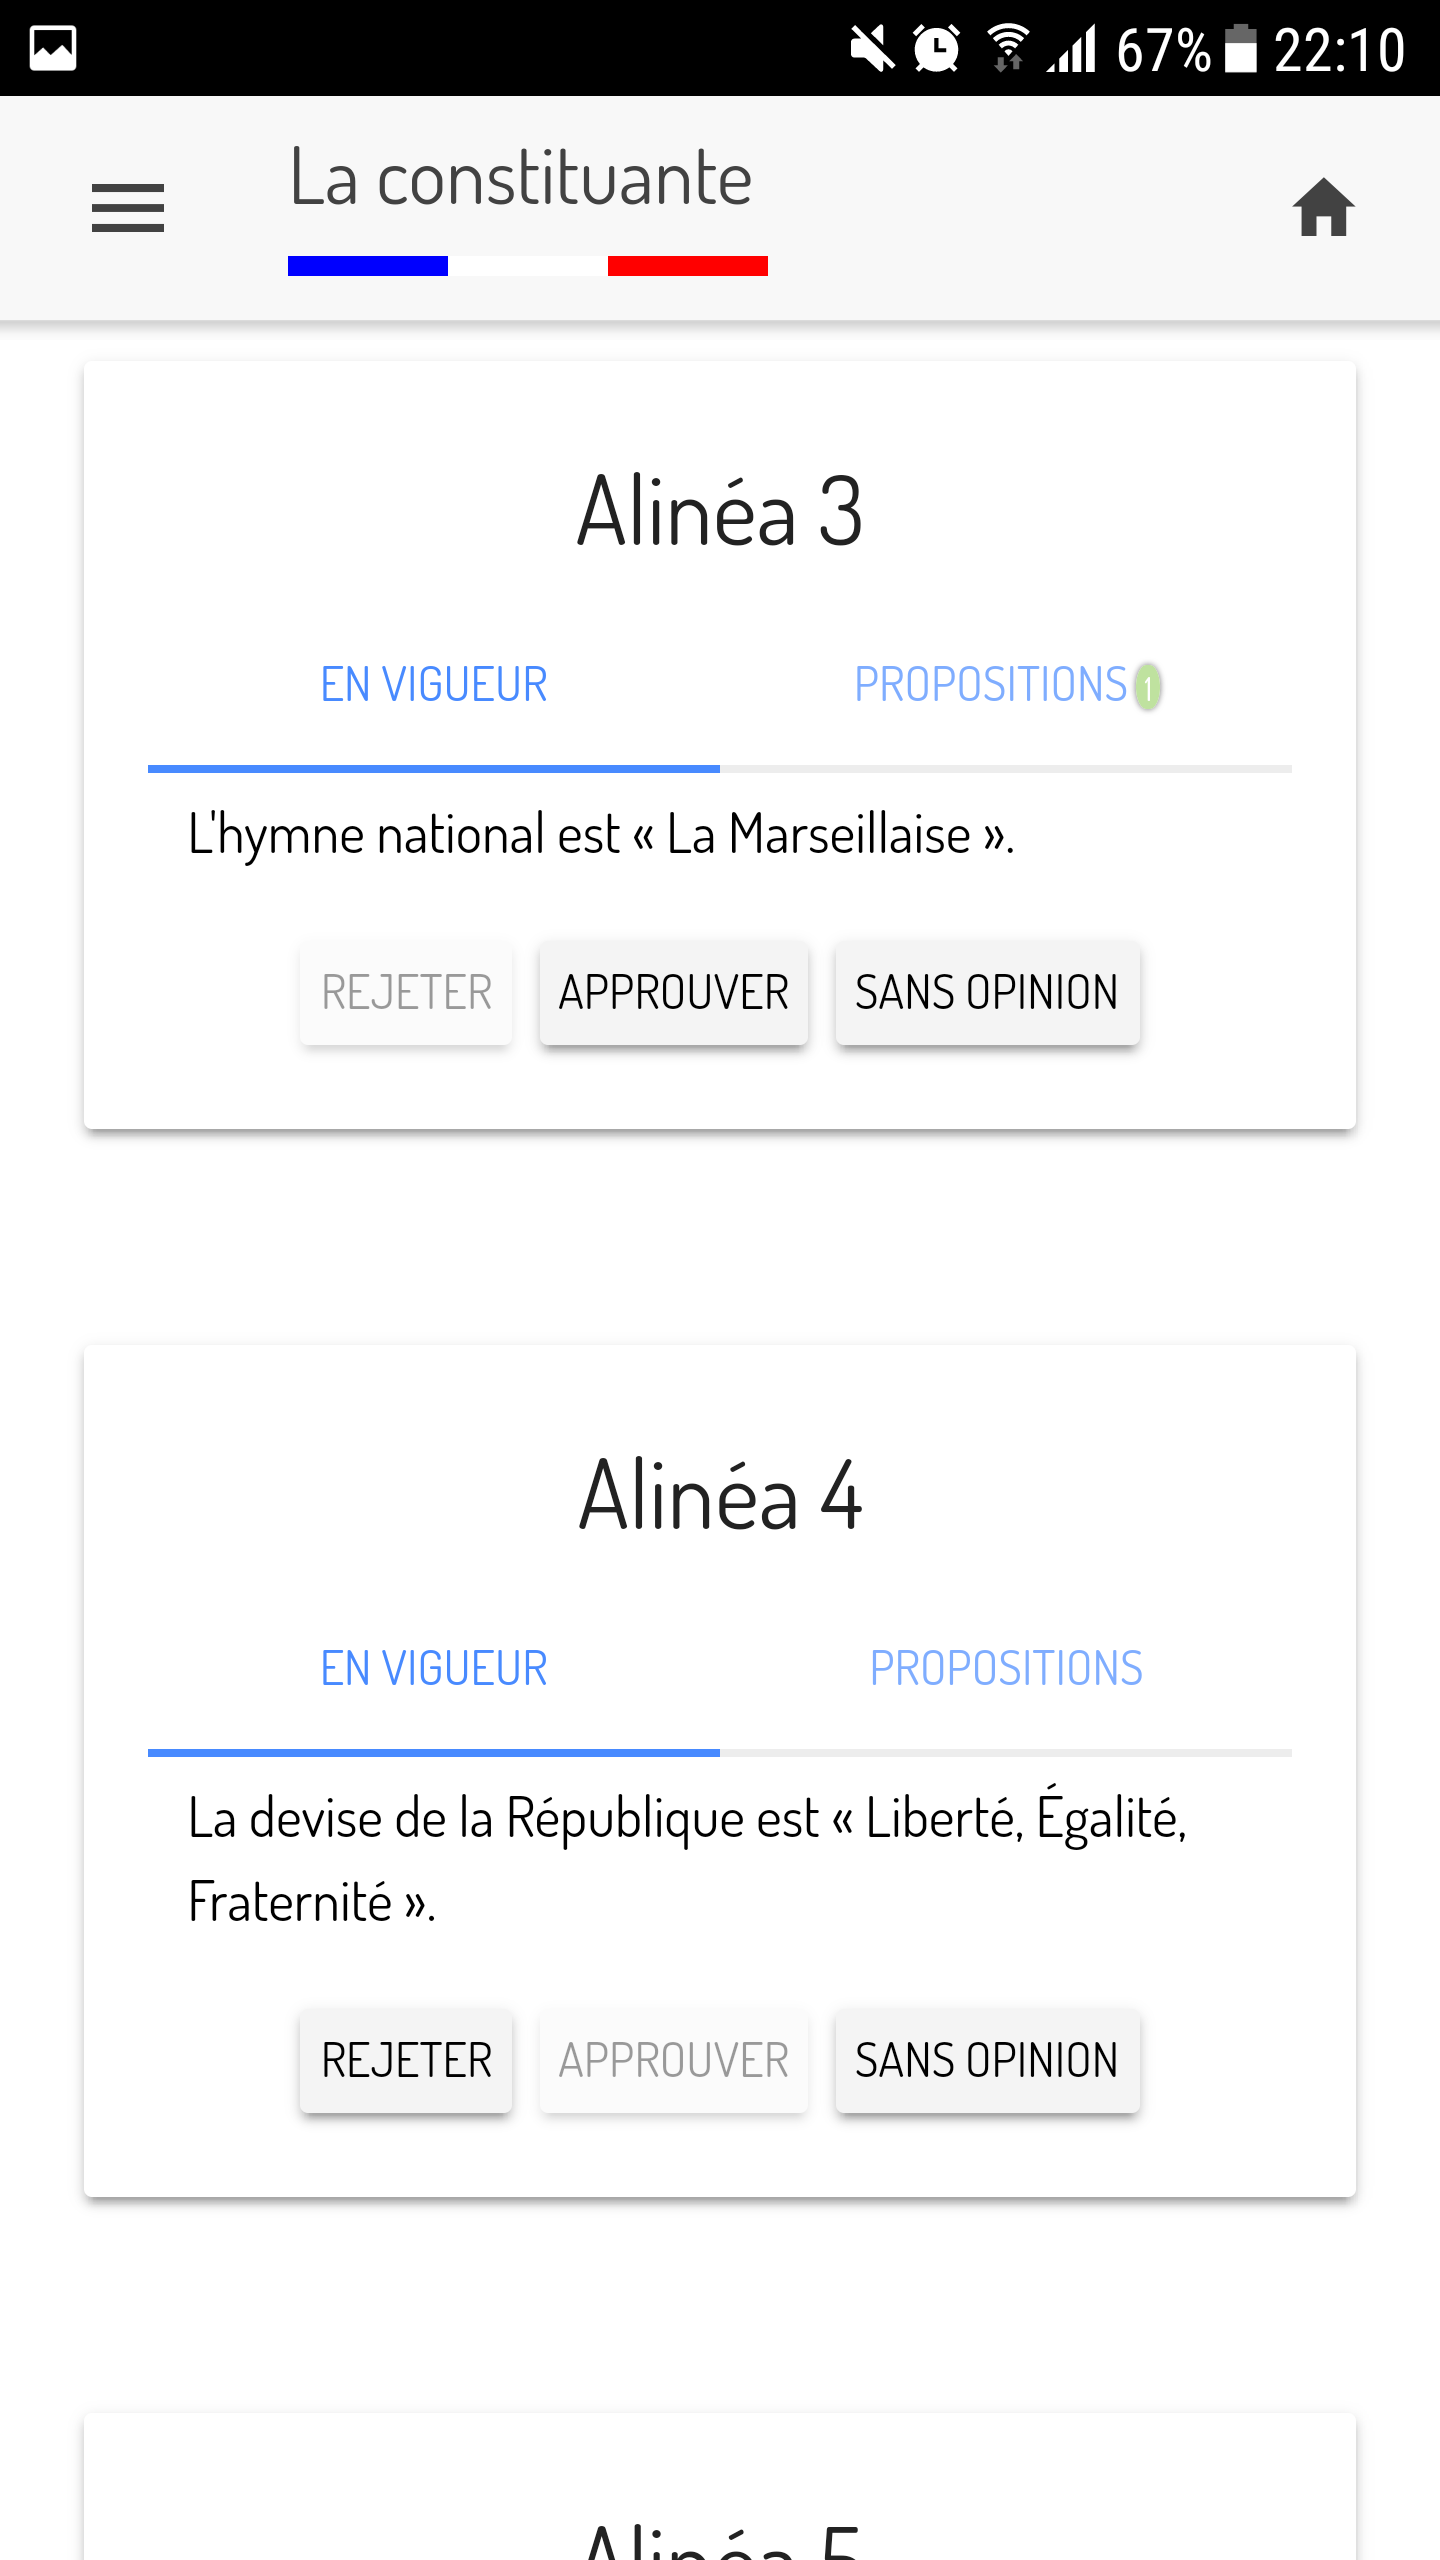 67% 22:10
La constituante
Alinéa 3
EN VIGUEUR PROPOSITIONS 1
L'hymne national est « La Marseillaise ».
REJETER APPROUVER SANS OPINION
Alinéa 4
EN VIGUEUR PROPOSITIONS
La devise de la République est « Liberté, Égalité,
Fraternité ».
REJETER APPROUVER SANS OPINION
Alinéa 5